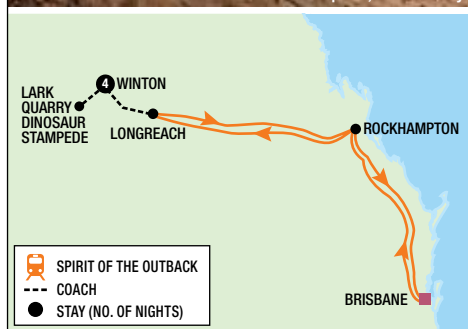 4 WINTON
LARK
QUARRY
DINOSAUR
STAMPEDE
LONGREACH
ROCKHAMPTON
BRISBANE
SPIRIT OF THE OUTBACK
COACH
STAY (NO. OF NIGHTS)